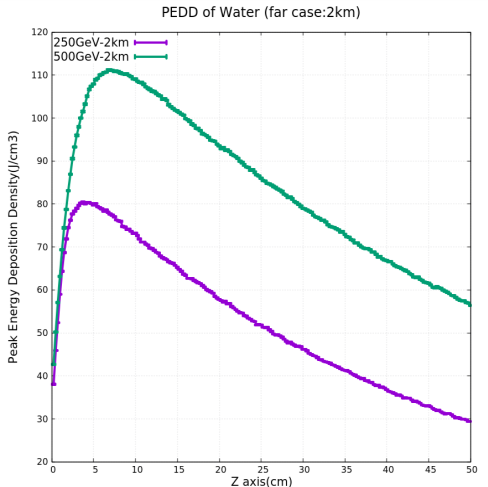 PEDD of Water (far case:2km)
250GeV-2km
500GeV-2km
Peak Energy Deposition Density(J/cm3)
120
110
100
90
80
70
60
50
40
30
20
0 5 10 15 20 25 30 35 40 45 50
Z axis(cm)